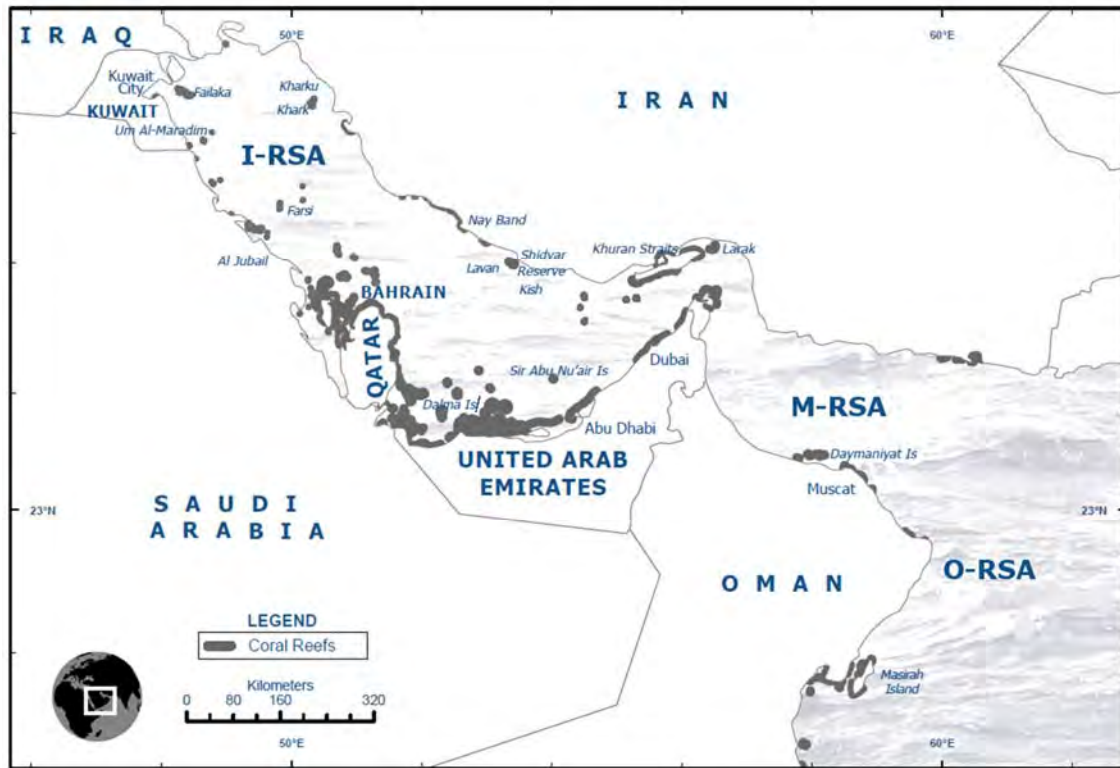 50°E
60°E
I R A Q
Kuwait
City
Failaka
KUWAIT
Um Al-Maradim
Kharku
Khark
I R A N
I-RSA
Farsi
Nay Band
Al Jubail
Lavan
Shidvar
Reserve
Kish
Khuran Straits
Larak
BAHRAIN
QATAR
Dubai
Sir Abu Nu'air Is
Dalma Is
Abu Dhabi
UNITED ARAB
EMIRATES
M-RSA
Daymaniyat Is
Muscat
23°N
23°N
S A U D I
A R A B I A
O M A N
O-RSA
Masirah
Island
LEGEND
Coral Reefs
Kilometers
0 80 160 320
50°E
60°E